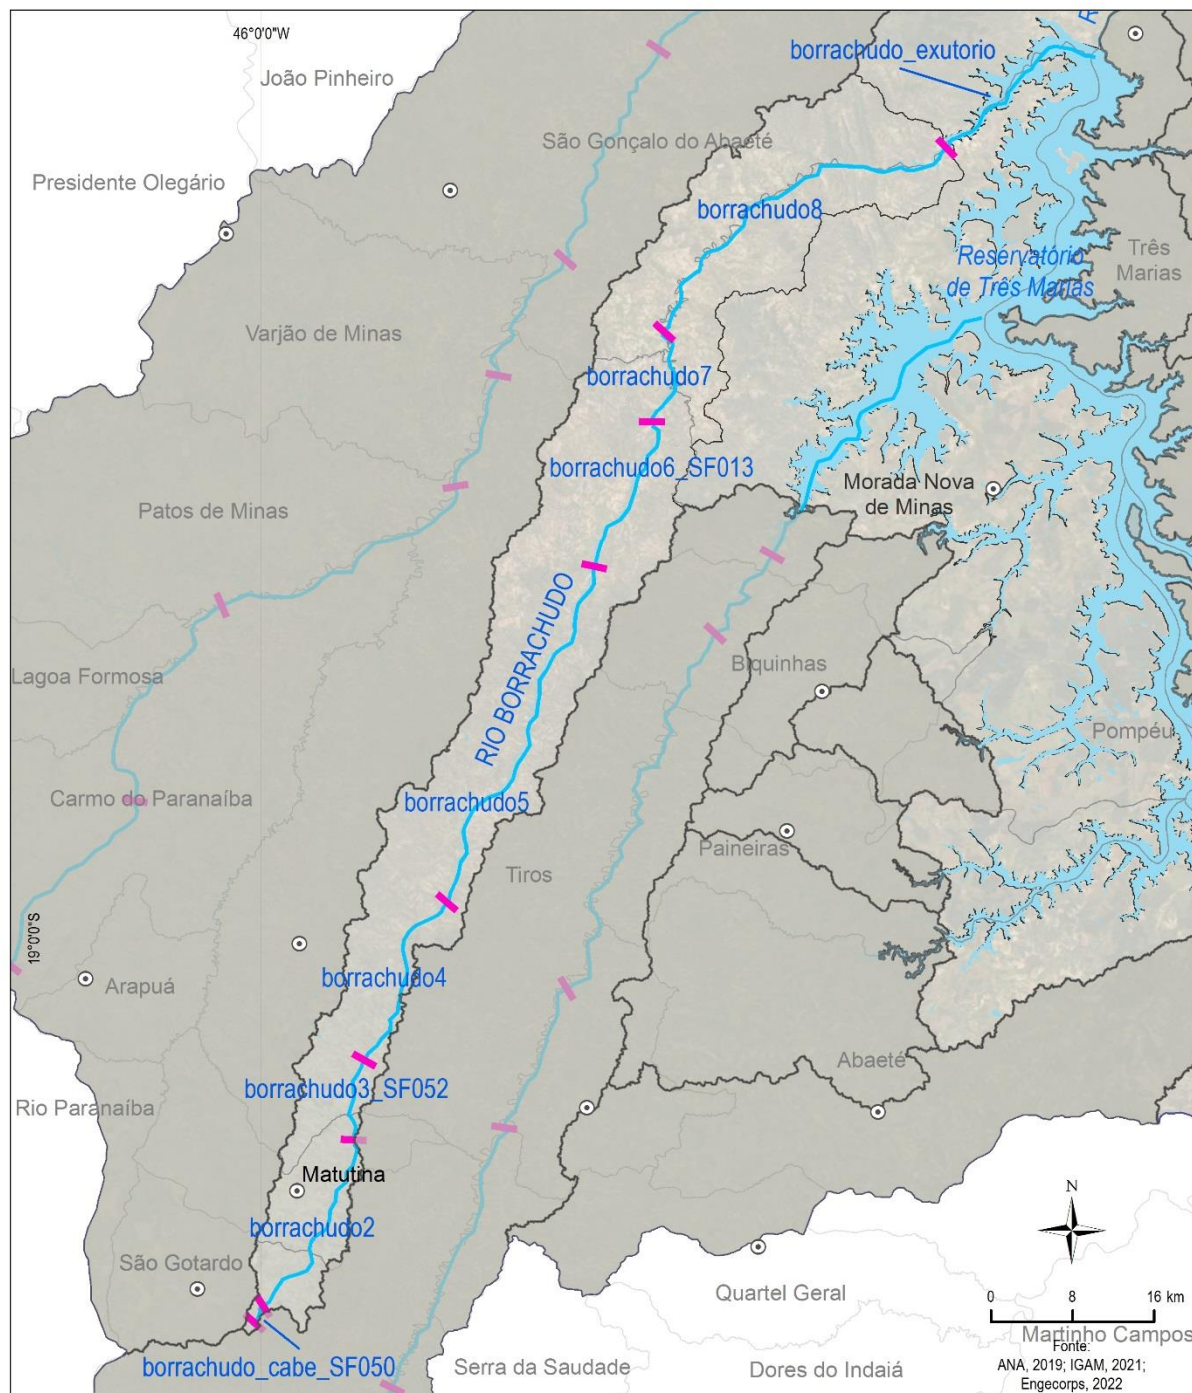 46°0'0"W
João Pinheiro
borrachudo_exutorio
R
São Gonçalo do Abaeté
Presidente Olegário
borrachudo8
Três
Marias
Reservatório
de Três Marias
Varjão de Minas
borrachudo7
borrachudo6_SF013
Morada Nova
de Minas
Patos de Minas
RIO BORRACHUDO
Lagoa Formosa
Biquinhas
Pompéu
Carmo do Paranaíba
borrachudo5
Paineiras
Tiros
19°0'0"S
borrachudo4
Arapuá
Abaeté
borrachudo3_SF052
Rio Paranaíba
Matutina
N
borrachudo2
São Gotardo
Quartel Geral
0 8 16 km
Martinho Campos
Fonte:
ANA, 2019; IGAM, 2021;
Engecorps, 2022
borrachudo_cabe_SF050
Serra da Saudade
Dores do Indaiá